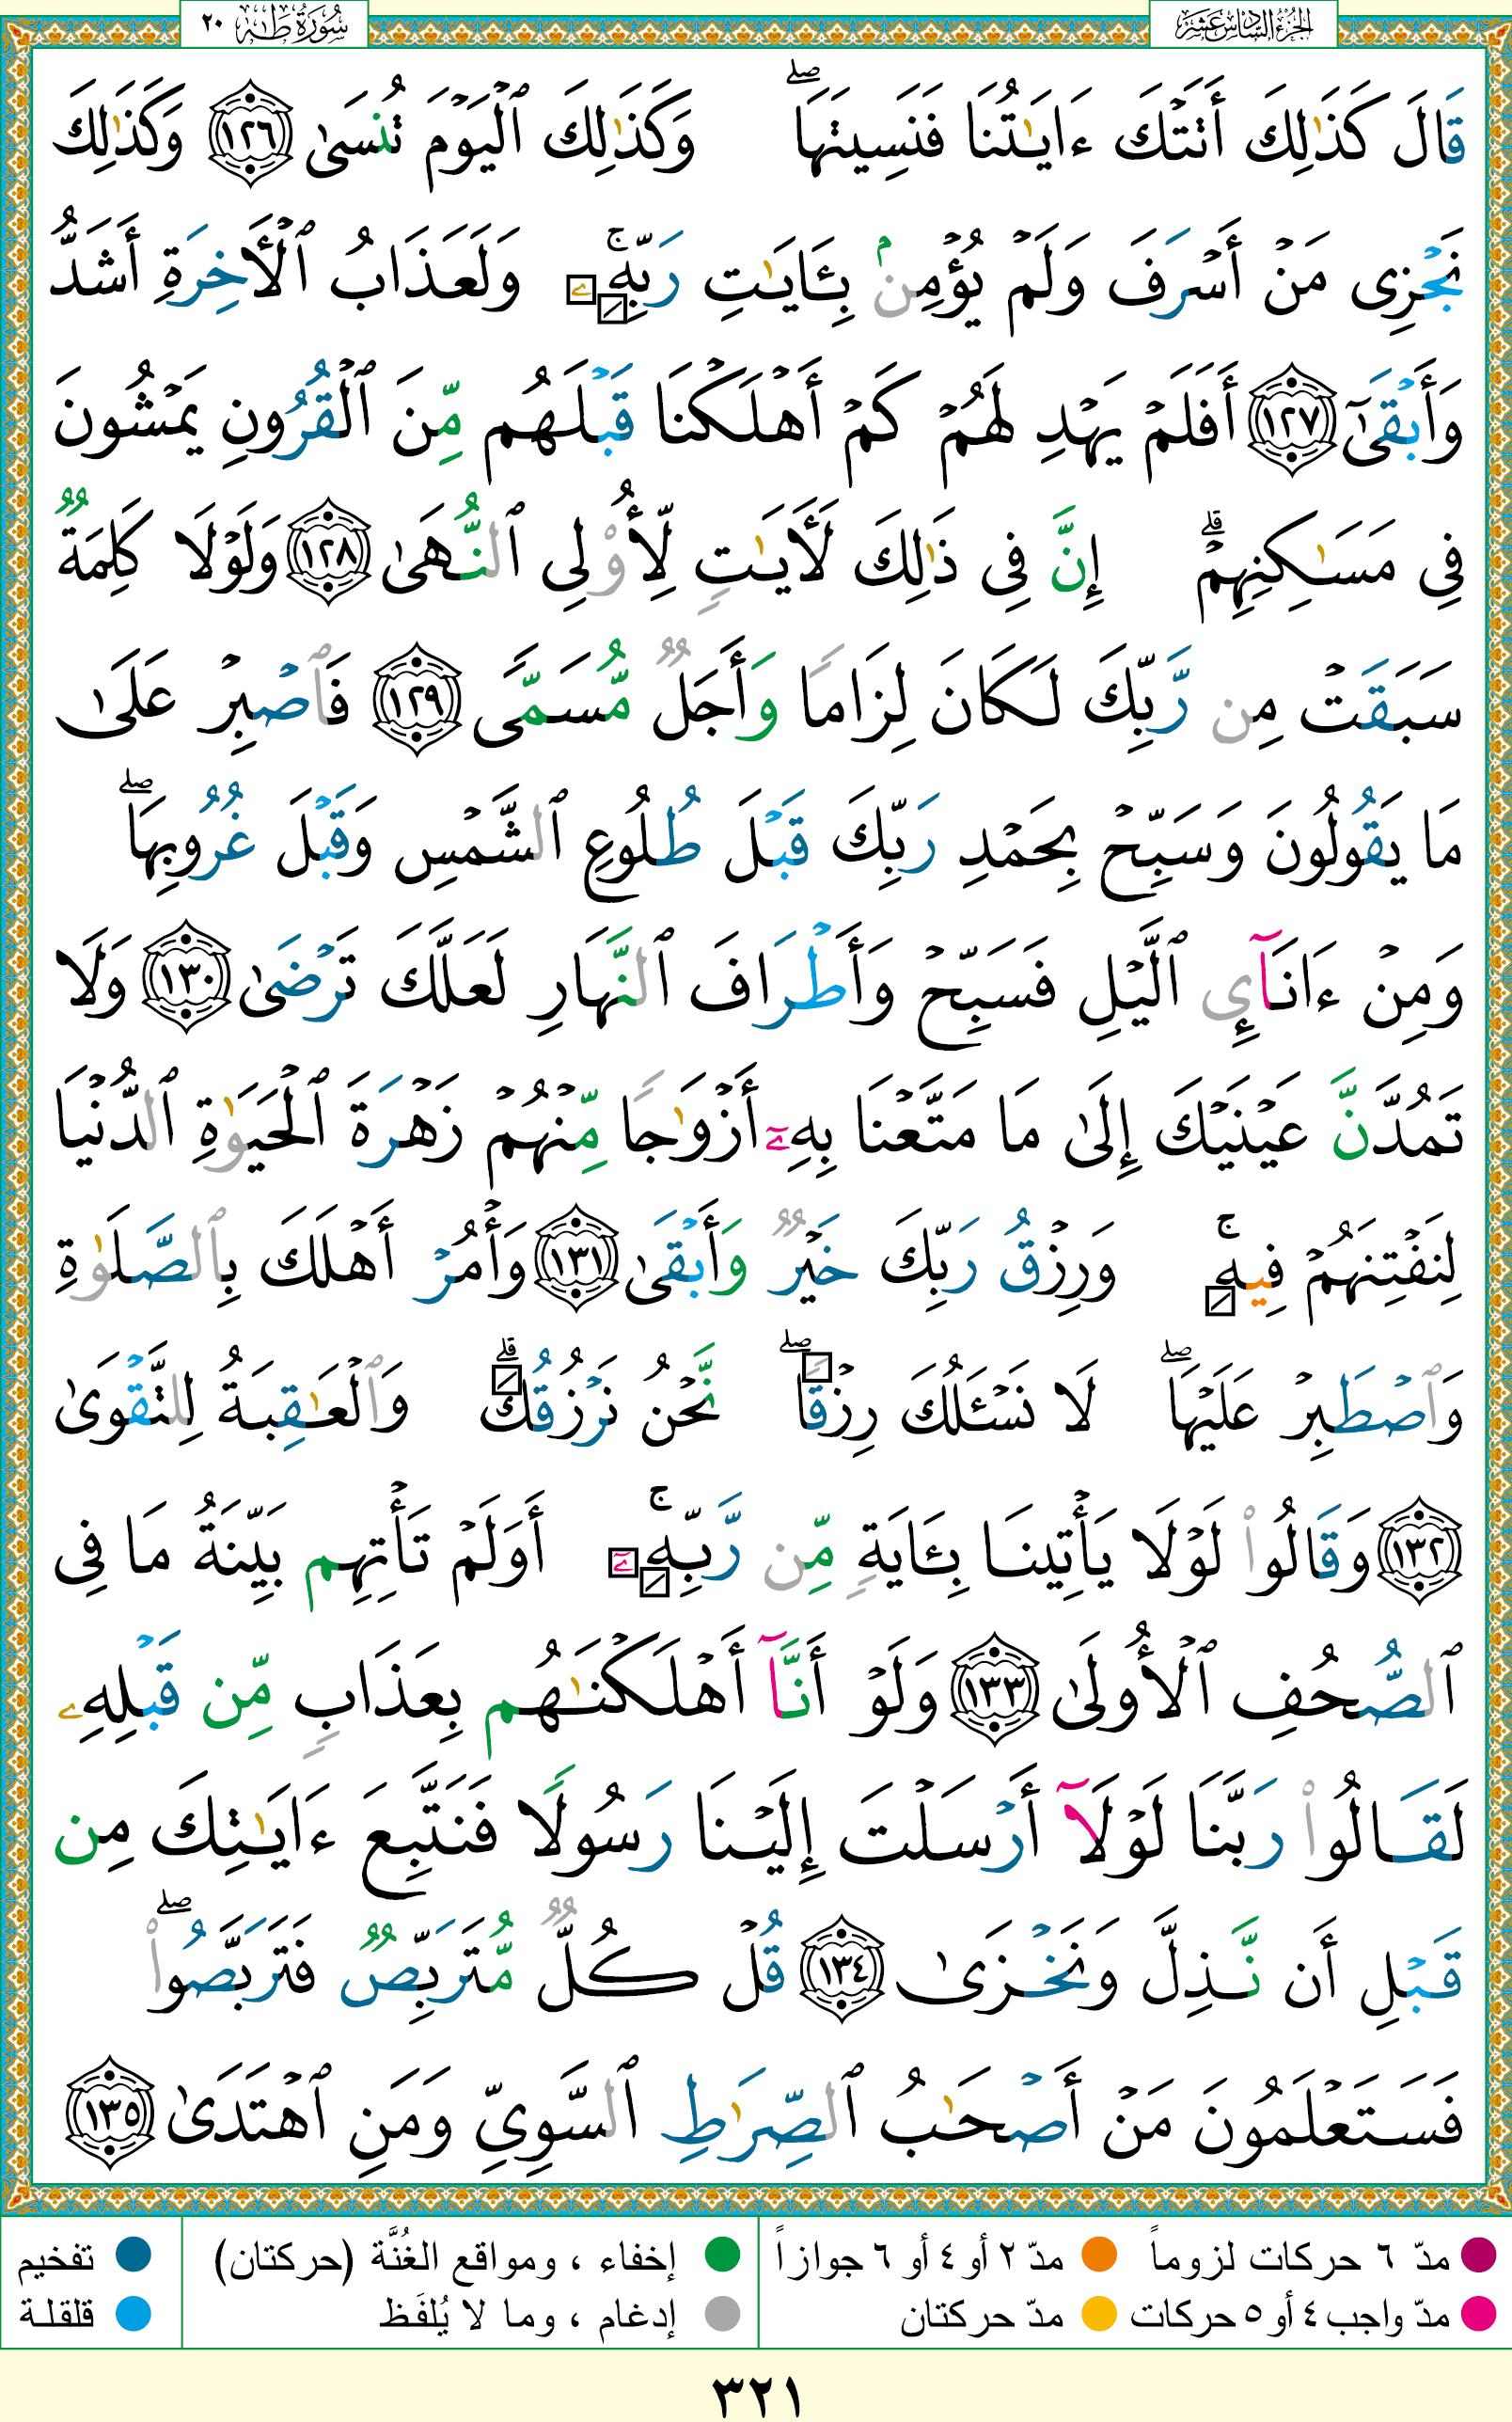 الجزء السادس عشر
سورة طه ٢٠
قَالَ كَذَٰلِكَ أَتَتۡكَ ءَايَٰتُنَا فَنَسِيتَهَاۖ وَكَذَٰلِكَ ٱلۡيَوۡمَ تُنسَىٰ ١٢٦ وَكَذَٰلِكَ
نَجۡزِي مَنۡ أَسۡرَفَ وَلَمۡ يُؤۡمِنۢ بِـَٔايَٰتِ رَبِّهِۦۚ وَلَعَذَابُ ٱلۡأٓخِرَةِ أَشَدُّ
وَأَبۡقَىٰٓ ١٢٧ أَفَلَمۡ يَهۡدِ لَهُمۡ كَمۡ أَهۡلَكۡنَا قَبۡلَهُم مِّنَ ٱلۡقُرُونِ يَمۡشُونَ
فِي مَسَٰكِنِهِمۡۚ إِنَّ فِي ذَٰلِكَ لَأٓيَٰتٖ لِّأُوْلِي ٱلنُّهَىٰ ١٢٨ وَلَوۡلَا كَلِمَةٞ
سَبَقَتۡ مِن رَّبِّكَ لَكَانَ لِزَامٗا وَأَجَلٞ مُّسَمّٗى ١٢٩ فَٱصۡبِرۡ عَلَىٰ
مَا يَقُولُونَ وَسَبِّحۡ بِحَمۡدِ رَبِّكَ قَبۡلَ طُلُوعِ ٱلشَّمۡسِ وَقَبۡلَ غُرُوبِهَاۖ
وَمِنۡ ءَانَآيِٕ ٱلَّيۡلِ فَسَبِّحۡ وَأَطۡرَافَ ٱلنَّهَارِ لَعَلَّكَ تَرۡضَىٰ ١٣٠ وَلَا
تَمُدَّنَّ عَيۡنَيۡكَ إِلَىٰ مَا مَتَّعۡنَا بِهِۦٓ أَزۡوَٰجٗا مِّنۡهُمۡ زَهۡرَةَ ٱلۡحَيَوٰةِ ٱلدُّنۡيَا
لِنَفۡتِنَهُمۡ فِيهِۚ وَرِزۡقُ رَبِّكَ خَيۡرٞ وَأَبۡقَىٰ ١٣١ وَأۡمُرۡ أَهۡلَكَ بِٱلصَّلَوٰةِ
وَٱصۡطَبِرۡ عَلَيۡهَاۖ لَا نَسۡـَٔلُكَ رِزۡقٗاۖ نَّحۡنُ نَرۡزُقُكَۗ وَٱلۡعَٰقِبَةُ لِلتَّقۡوَىٰ
١٣٢ وَقَالُواْ لَوۡلَا يَأۡتِينَا بِـَٔايَةٖ مِّن رَّبِّهِۦٓۚ أَوَلَمۡ تَأۡتِهِم بَيِّنَةُ مَا فِي
ٱلصُّحُفِ ٱلۡأُولَىٰ ١٣٣ وَلَوۡ أَنَّآ أَهۡلَكۡنَٰهُم بِعَذَابٖ مِّن قَبۡلِهِۦ
لَقَالُواْ رَبَّنَا لَوۡلَآ أَرۡسَلۡتَ إِلَيۡنَا رَسُولٗا فَنَتَّبِعَ ءَايَٰتِكَ مِن
قَبۡلِ أَن نَّذِلَّ وَنَخۡزَىٰ ١٣٤ قُلۡ كُلّٞ مُّتَرَبِّصٞ فَتَرَبَّصُواْۖ
فَسَتَعۡلَمُونَ مَنۡ أَصۡحَٰبُ ٱلصِّرَٰطِ ٱلسَّوِيِّ وَمَنِ ٱهۡتَدَىٰ ١٣٥
مدّ ٦ حركات لزوماً مدّ ٢ أو ٤ أو ٦ جوازاً إخفاء ، ومواقع الغُنَّة (حركتان) تفخيم
مدّ واجب ٤ أو ٥ حركات مدّ حركتان إدغام ، وما لا يُلفَظ قلقلة
٣٢١